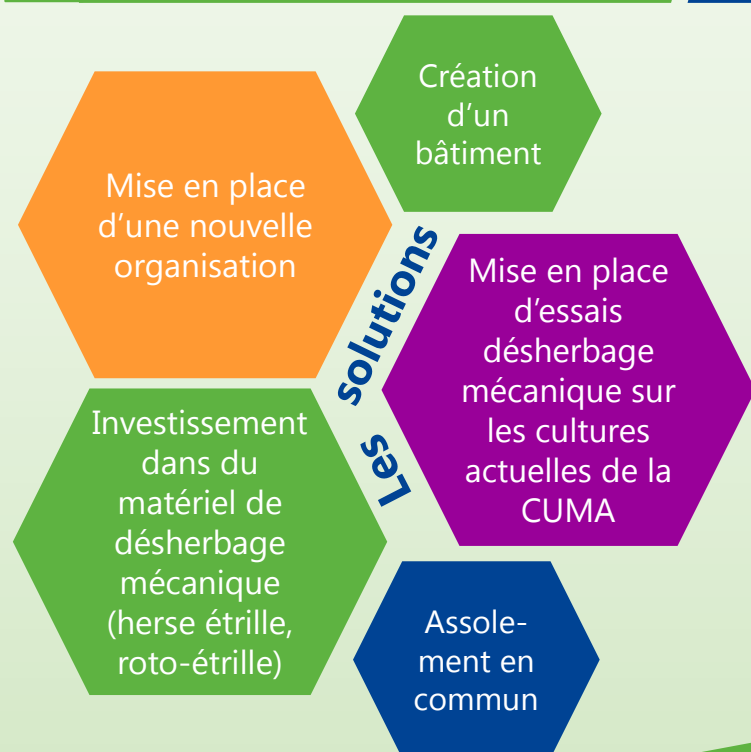 Création
d’un
bâtiment
Mise en place
d’une nouvelle
organisation
Les solutions
Mise en place
d’essais
désherbage
mécanique sur
les cultures
actuelles de la
CUMA
Investissement
dans du
matériel de
désherbage
mécanique
(herse étrille,
roto-étrille)
Assole-
ment en
commun